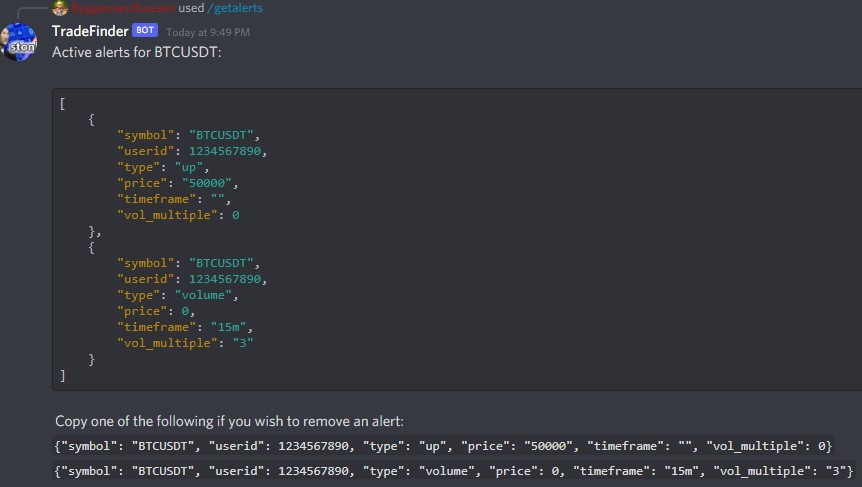 Byggemandboesen used /getalerts
ston
TradeFinder BOT Today at 9:49 PM
Active alerts for BTCUSDT:
[
{
"symbol": "BTCUSDT",
"userid": 1234567890,
"type": "up",
"price": "50000",
"timeframe": "",
"vol_multiple": 0
},
{
"symbol": "BTCUSDT",
"userid": 1234567890,
"type": "volume",
"price": 0,
"timeframe": "15m",
"vol_multiple": "3"
}
]
Copy one of the following if you wish to remove an alert:
{"symbol": "BTCUSDT", "userid": 1234567890, "type": "up", "price": "50000", "timeframe": "", "vol_multiple": 0}
{"symbol": "BTCUSDT", "userid": 1234567890, "type": "volume", "price": 0, "timeframe": "15m", "vol_multiple": "3"}